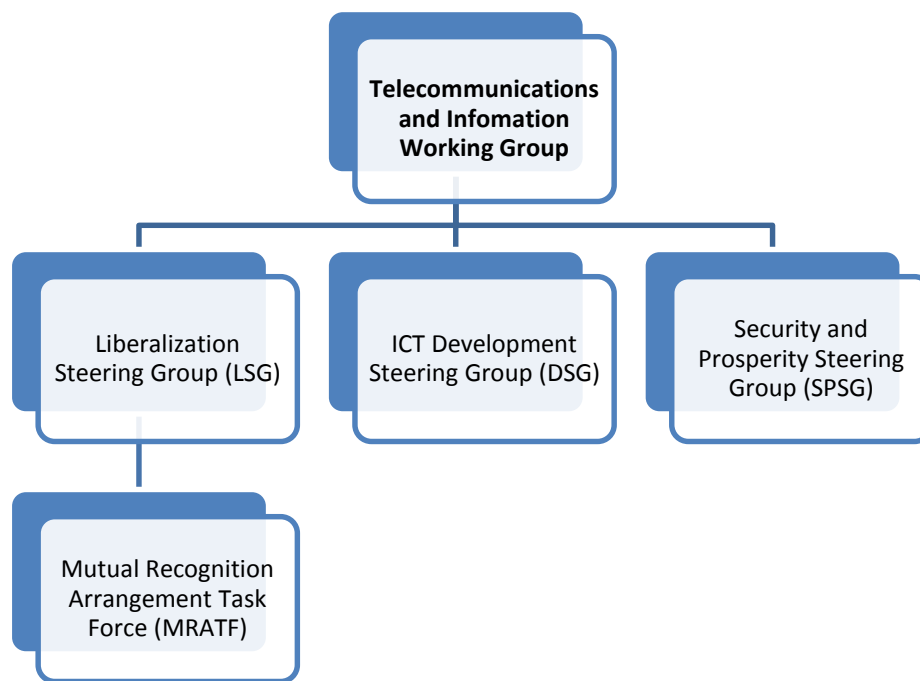 Telecommunications
and Infomation
Working Group
Liberalization
Steering Group (LSG)
ICT Development
Steering Group (DSG)
Security and
Prosperity Steering
Group (SPSG)
Mutual Recognition
Arrangement Task
Force (MRATF)